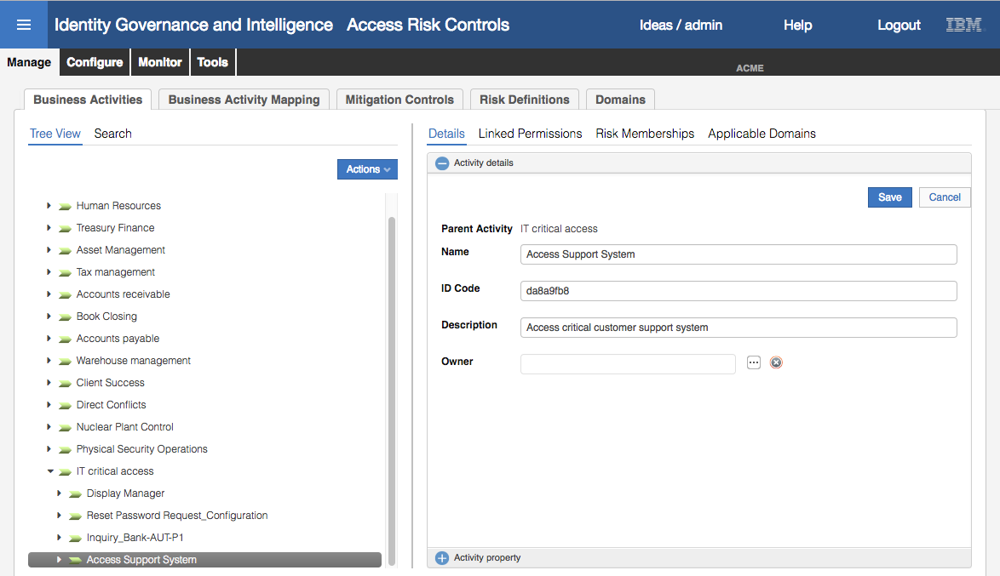 Identity Governance and Intelligence Access Risk Controls Ideas / admin Help Logout IBM
Manage Configure Monitor Tools ACME
Business Activities Business Activity Mapping Mitigation Controls Risk Definitions Domains
Tree View Search
Actions
Human Resources
Treasury Finance
Asset Management
Tax management
Accounts receivable
Book Closing
Accounts payable
Warehouse management
Client Success
Direct Conflicts
Nuclear Plant Control
Physical Security Operations
IT critical access
Display Manager
Reset Password Request_Configuration
Inquiry_Bank-AUT-P1
Access Support System
Details Linked Permissions Risk Memberships Applicable Domains
Activity details
Save Cancel
Parent Activity IT critical access
Name Access Support System
ID Code da8a9fb8
Description Access critical customer support system
Owner
Activity property